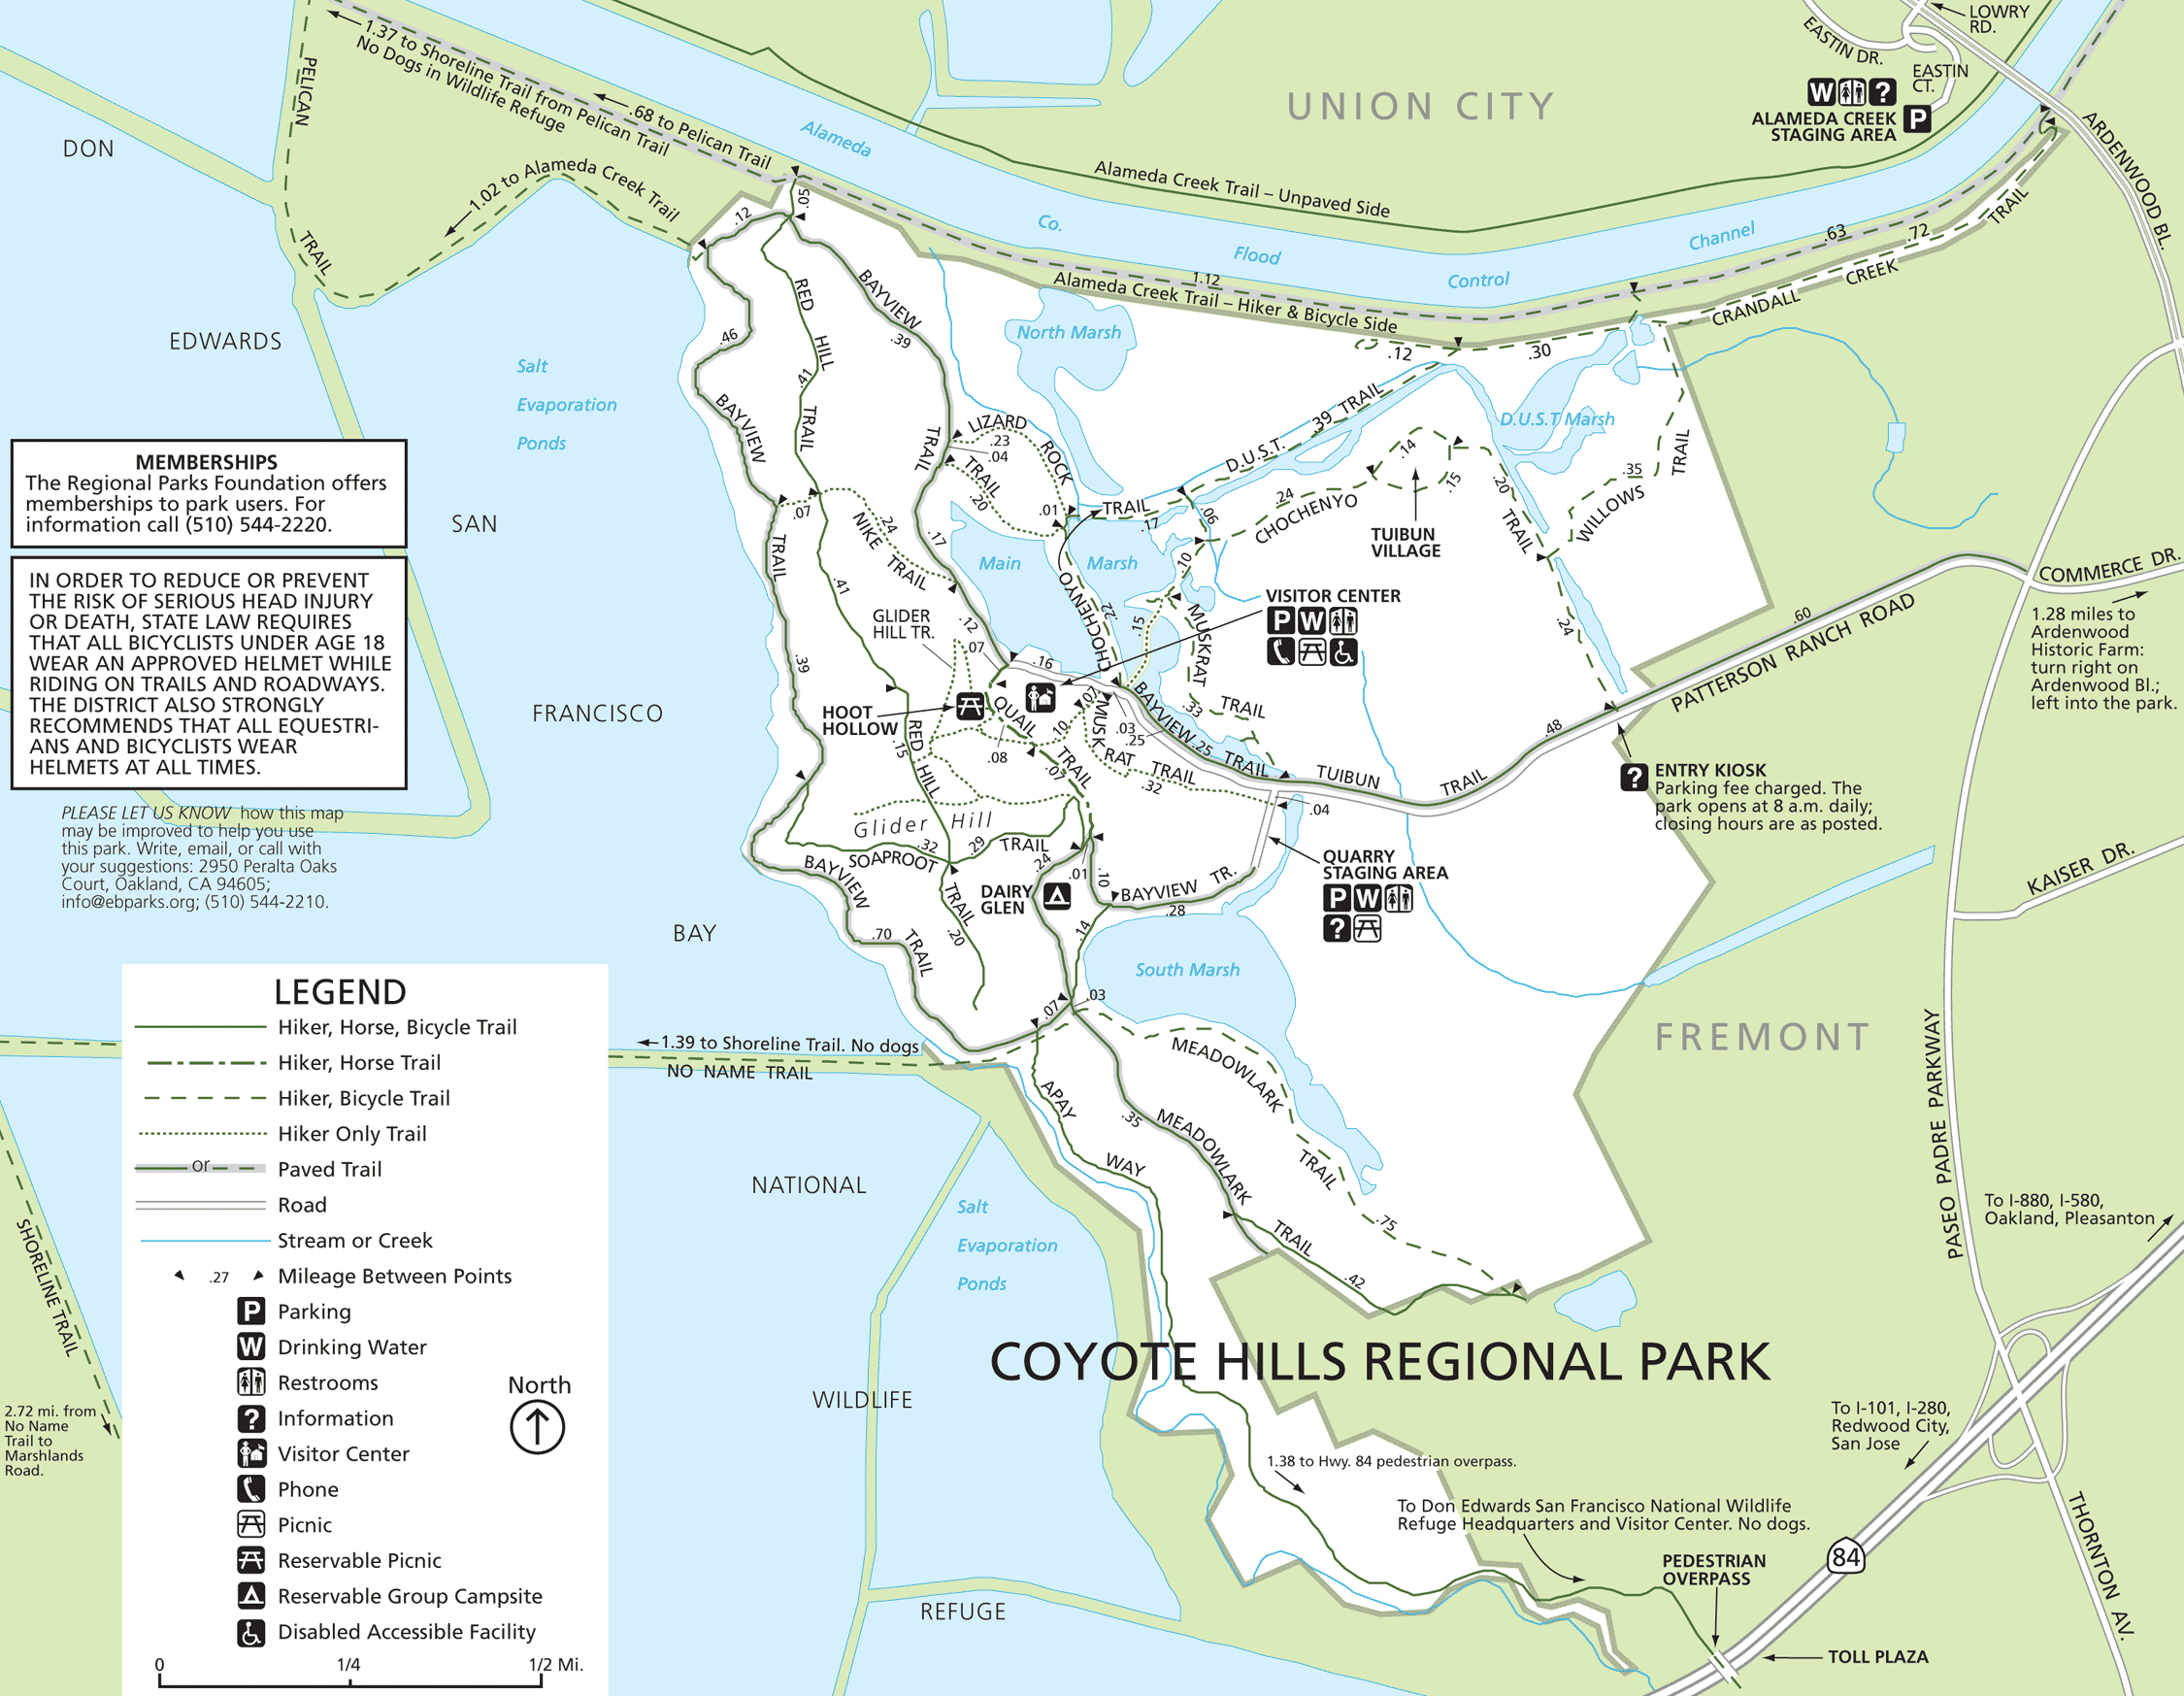 LOWRY
RD.
EASTIN DR.
EASTIN
CT.
UNION CITY
ALAMEDA CREEK
STAGING AREA
ARDENWOOD BL.
1.37 to Shoreline Trail from Pelican Trail
No Dogs in Wildlife Refuge
.68 to Pelican Trail
PELICAN
TRAIL
1.02 to Alameda Creek Trail
Alameda
Co.
Flood
Control
Channel
Alameda Creek Trail – Unpaved Side
Alameda Creek Trail – Hiker & Bicycle Side
1.12
.63
.72
CRANDALL
CREEK
TRAIL
DON
EDWARDS
SAN
FRANCISCO
BAY
NATIONAL
WILDLIFE
REFUGE
Salt
Evaporation
Ponds
.12
.05
.46
RED
HILL
TRAIL
.41
BAYVIEW
.39
TRAIL
BAYVIEW
TRAIL
North Marsh
.12
.30
D.U.S.T.
.39
TRAIL
D.U.S.T Marsh
LIZARD
ROCK
.23
.04
TRAIL
.20
.01
TRAIL
.17
.06
.24
CHOCHENYO
.14
.15
.20
TRAIL
.35
WILLOWS
TRAIL
TUIBUN
VILLAGE
.07
NIKE
.24
TRAIL
.17
.41
.12
Main
Marsh
CHOCHENYO
.22
.10
.15
MUSKRAT
.33
TRAIL
.24
GLIDER
HILL TR.
.07
.16
VISITOR CENTER
HOOT
HOLLOW
QUAIL
.08
.10
.07
TRAIL
.07
MUSK
RAT
TRAIL
.32
.03
.25
BAYVIEW
.25
TRAIL
TUIBUN
TRAIL
.48
.60
PATTERSON RANCH ROAD
COMMERCE DR.
1.28 miles to
Ardenwood
Historic Farm:
turn right on
Ardenwood Bl.;
left into the park.
ENTRY KIOSK
Parking fee charged. The
park opens at 8 a.m. daily;
closing hours are as posted.
.04
QUARRY
STAGING AREA
KAISER DR.
.39
RED
.15
HILL
Glider Hill
.32
SOAPROOT
.29
TRAIL
BAYVIEW
.70
TRAIL
TRAIL
.20
DAIRY
GLEN
.24
.01
.10
BAYVIEW TR.
.28
.14
South Marsh
.07
.03
1.39 to Shoreline Trail. No dogs
NO NAME TRAIL
APAY
WAY
.35
MEADOWLARK
TRAIL
.42
MEADOWLARK
TRAIL
.75
FREMONT
PASEO PADRE PARKWAY
Salt
Evaporation
Ponds
To I-880, I-580,
Oakland, Pleasanton
COYOTE HILLS REGIONAL PARK
To I-101, I-280,
Redwood City,
San Jose
1.38 to Hwy. 84 pedestrian overpass.
To Don Edwards San Francisco National Wildlife
Refuge Headquarters and Visitor Center. No dogs.
PEDESTRIAN
OVERPASS
84
THORNTON AV.
TOLL PLAZA
MEMBERSHIPS
The Regional Parks Foundation offers
memberships to park users. For
information call (510) 544-2220.
IN ORDER TO REDUCE OR PREVENT
THE RISK OF SERIOUS HEAD INJURY
OR DEATH, STATE LAW REQUIRES
THAT ALL BICYCLISTS UNDER AGE 18
WEAR AN APPROVED HELMET WHILE
RIDING ON TRAILS AND ROADWAYS.
THE DISTRICT ALSO STRONGLY
RECOMMENDS THAT ALL EQUESTRI-
ANS AND BICYCLISTS WEAR
HELMETS AT ALL TIMES.
PLEASE LET US KNOW how this map
may be improved to help you use
this park. Write, email, or call with
your suggestions: 2950 Peralta Oaks
Court, Oakland, CA 94605;
info@ebparks.org; (510) 544-2210.
LEGEND
Hiker, Horse, Bicycle Trail
Hiker, Horse Trail
Hiker, Bicycle Trail
Hiker Only Trail
or
Paved Trail
Road
Stream or Creek
.27
Mileage Between Points
P Parking
W Drinking Water
Restrooms
? Information
Visitor Center
Phone
Picnic
Reservable Picnic
Reservable Group Campsite
Disabled Accessible Facility
North
0 1/4 1/2 Mi.
SHORELINE TRAIL
2.72 mi. from
No Name
Trail to
Marshlands
Road.